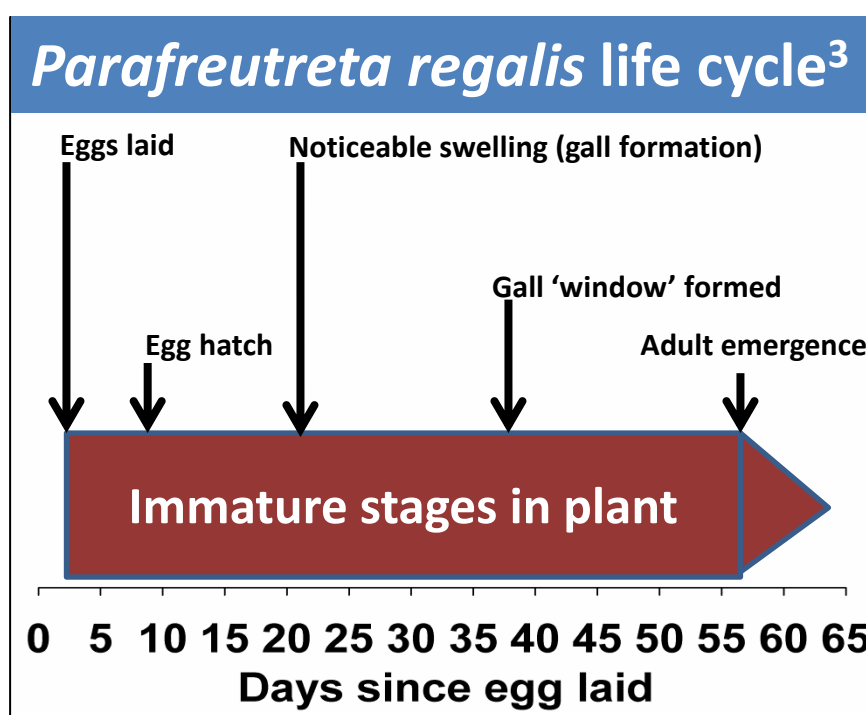 Parafreutreta regalis life cycle³
Eggs laid
Noticeable swelling (gall formation)
Gall ‘window’ formed
Egg hatch
Adult emergence
Immature stages in plant
0 5 10 15 20 25 30 35 40 45 50 55 60 65
Days since egg laid